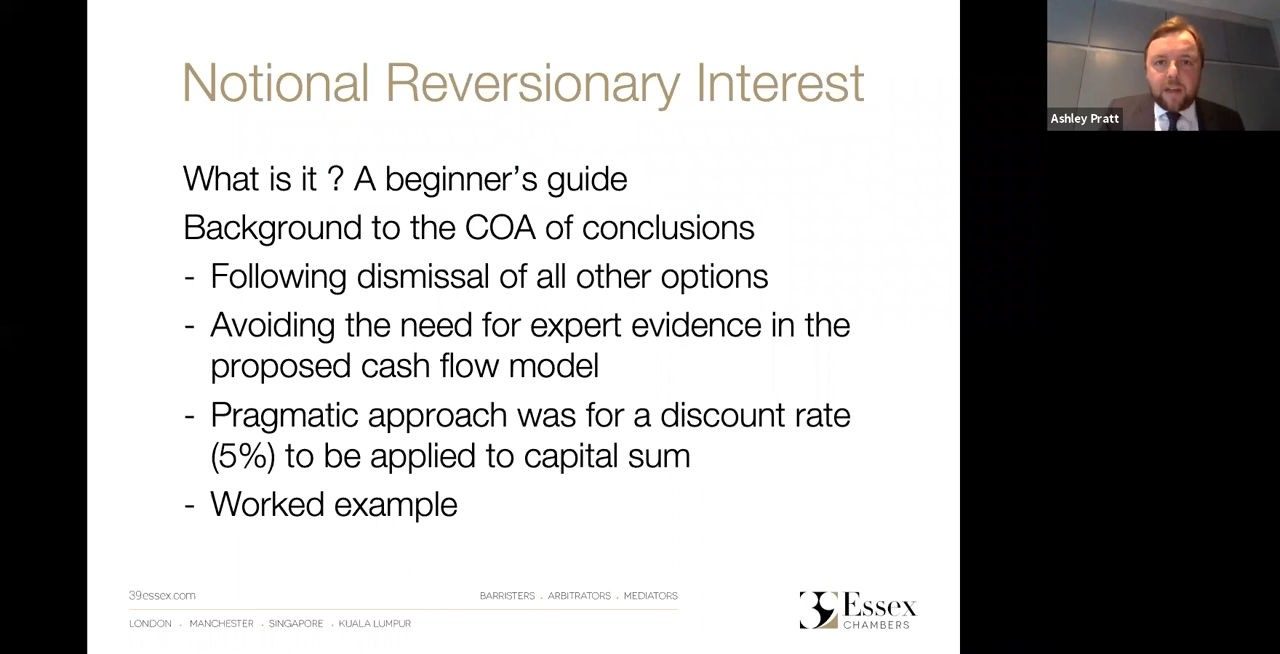 Notional Reversionary Interest
Ashley Pratt
What is it ? A beginner’s guide
Background to the COA of conclusions
- Following dismissal of all other options
- Avoiding the need for expert evidence in the
proposed cash flow model
- Pragmatic approach was for a discount rate
(5%) to be applied to capital sum
- Worked example
39essex.com
BARRISTERS . ARBITRATORS . MEDIATORS
LONDON . MANCHESTER . SINGAPORE . KUALA LUMPUR
39 Essex
CHAMBERS